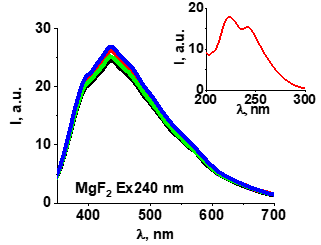 I, a.u.
30
20
10
0
400
500
600
700
λ, nm
MgF₂ Ex240 nm
I, a.u.
20
10
0
200
250
300
λ, nm